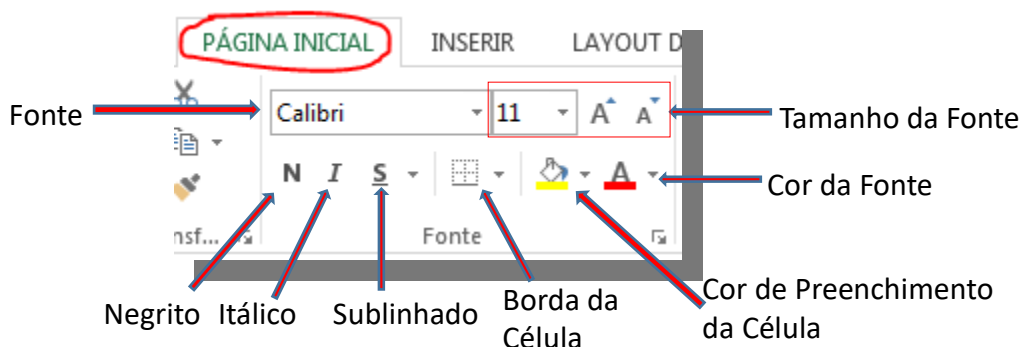 PÁGINA INICIAL INSERIR LAYOUT D
Fonte Calibri 11 A A Tamanho da Fonte
N I S A Cor da Fonte
nsf... Fonte
Negrito Itálico Sublinhado Borda da Célula Cor de Preenchimento da Célula